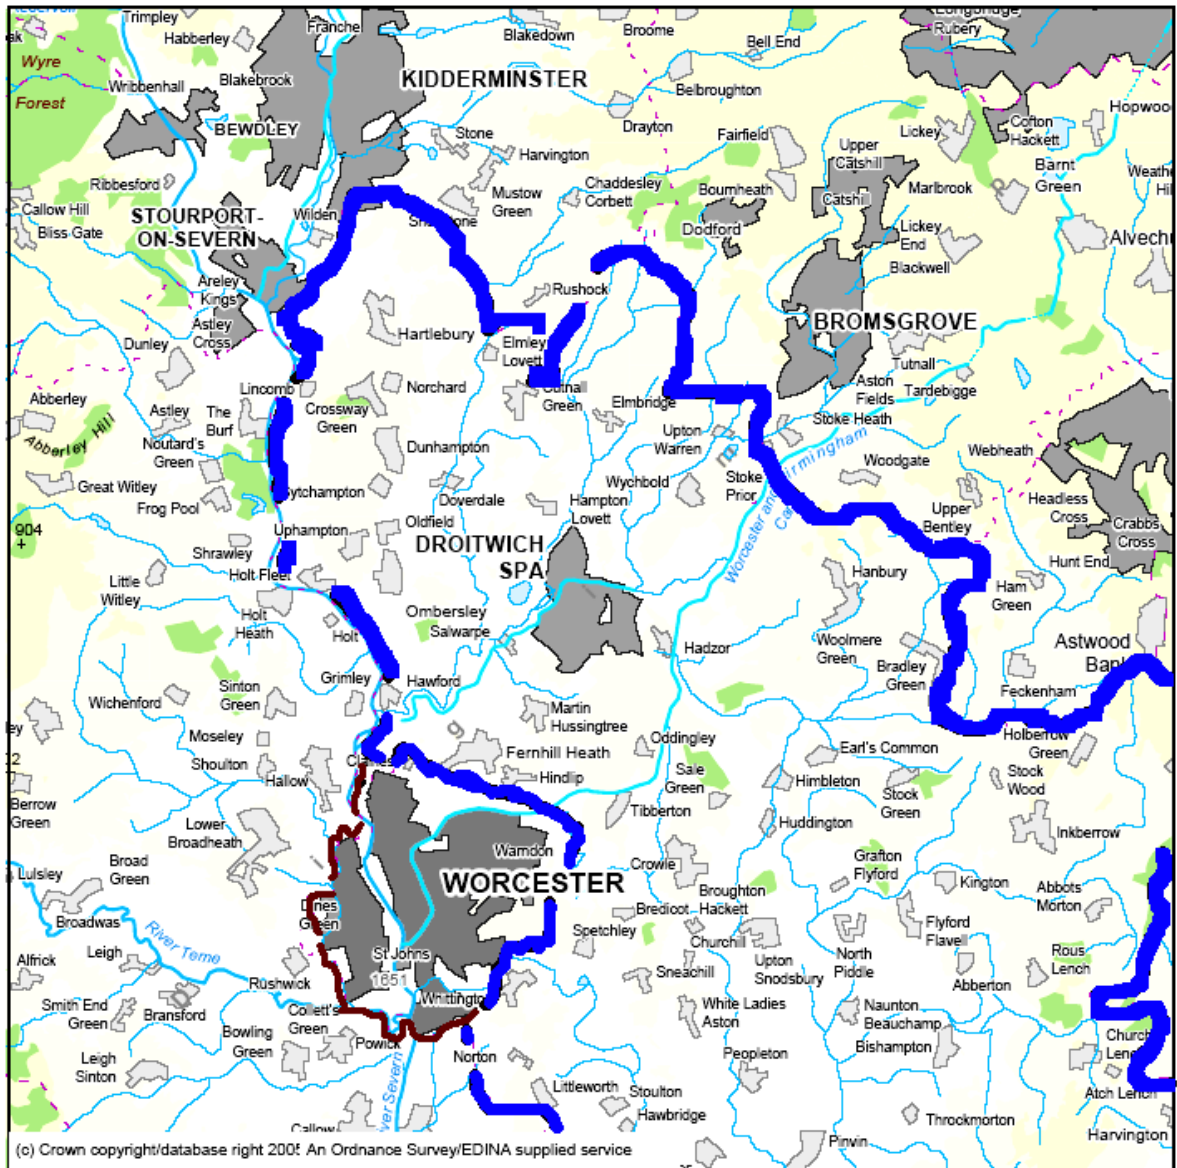 Trimpley
Franchel
Habberley
Blakedown
Broome
Bell End
Longbridge
Rubery
Wyre
Forest
Wribbenhall
Blakebrook
KIDDERMINSTER
Belbroughton
Hopwood
BEWDLEY
Stone
Drayton
Fairfield
Lickey
Cofton
Hackett
Harvington
Upper
Catshill
Barnt
Green
Ribbesford
Mustow
Green
Chaddesley
Corbett
Bournheath
Marlbrook
Catshill
Callow Hill
Bliss Gate
STOURPORT-
ON-SEVERN
Wilden
Dodford
Lickey
End
Blackwell
Areley
Kings
Rushock
Astley
Cross
Hartlebury
Elmley
Lovett
BROMSGROVE
Dunley
Tutnall
Tardebigge
Lincomb
Norchard
Green
Elmbridge
Aston
Fields
Abberley
Abberley Hill
Astley
The
Burf
Crossway
Green
Stoke Heath
Noutard's
Green
Dunhampton
Upton
Warren
Webheath
Woodgate
Great Witley
Frog Pool
Doverdale
Hampton
Lovett
Wychbold
Stoke
Prior
Headless
Cross
Upper
Bentley
Crabbs
Cross
904
Uphampton
Oldfield
DROITWICH
SPA
Worcester and
Birmingham
Shrawley
Holt Fleet
Hunt End
Little
Witley
Hanbury
Ham
Green
Holt
Heath
Holt
Ombersley
Salwarpe
Hadzor
Woolmere
Green
Bradley
Green
Astwood
Bank
Grimley
Hawford
Feckenham
Wichenford
Sinton
Green
Martin
Hussingtree
Moseley
Shoulton
Fernhill Heath
Oddingley
Earl's Common
Holberrow
Green
Hallow
Hindlip
Sale
Green
Himbleton
Stock
Green
Stock
Wood
Berrow
Green
Lower
Broadheath
Tibberton
Huddington
Inkberrow
Warndon
Lulsley
Broad
Green
WORCESTER
Crowle
Grafton
Flyford
Kington
Abbots
Morton
Broadwas
Green
Broughton
Hackett
Bredicot
Flyford
Flavell
River Teme
Leigh
St Johns
Spetchley
Churchill
Upton
Snodsbury
North
Piddle
Rous
Lench
Alfrick
Rushwick
1651
Sneachill
Abberton
Smith End
Green
Bransford
Collett's
Green
Whittington
White Ladies
Aston
Naunton
Beauchamp
Bishampton
Bowling
Green
Powick
Norton
Peopleton
Church
Leigh
Sinton
Littleworth
Stoulton
Hawbridge
Atch Lench
Throckmorton
Harvington
Callow
Pinvin
(c) Crown copyright/database right 2005 An Ordnance Survey/EDINA supplied service